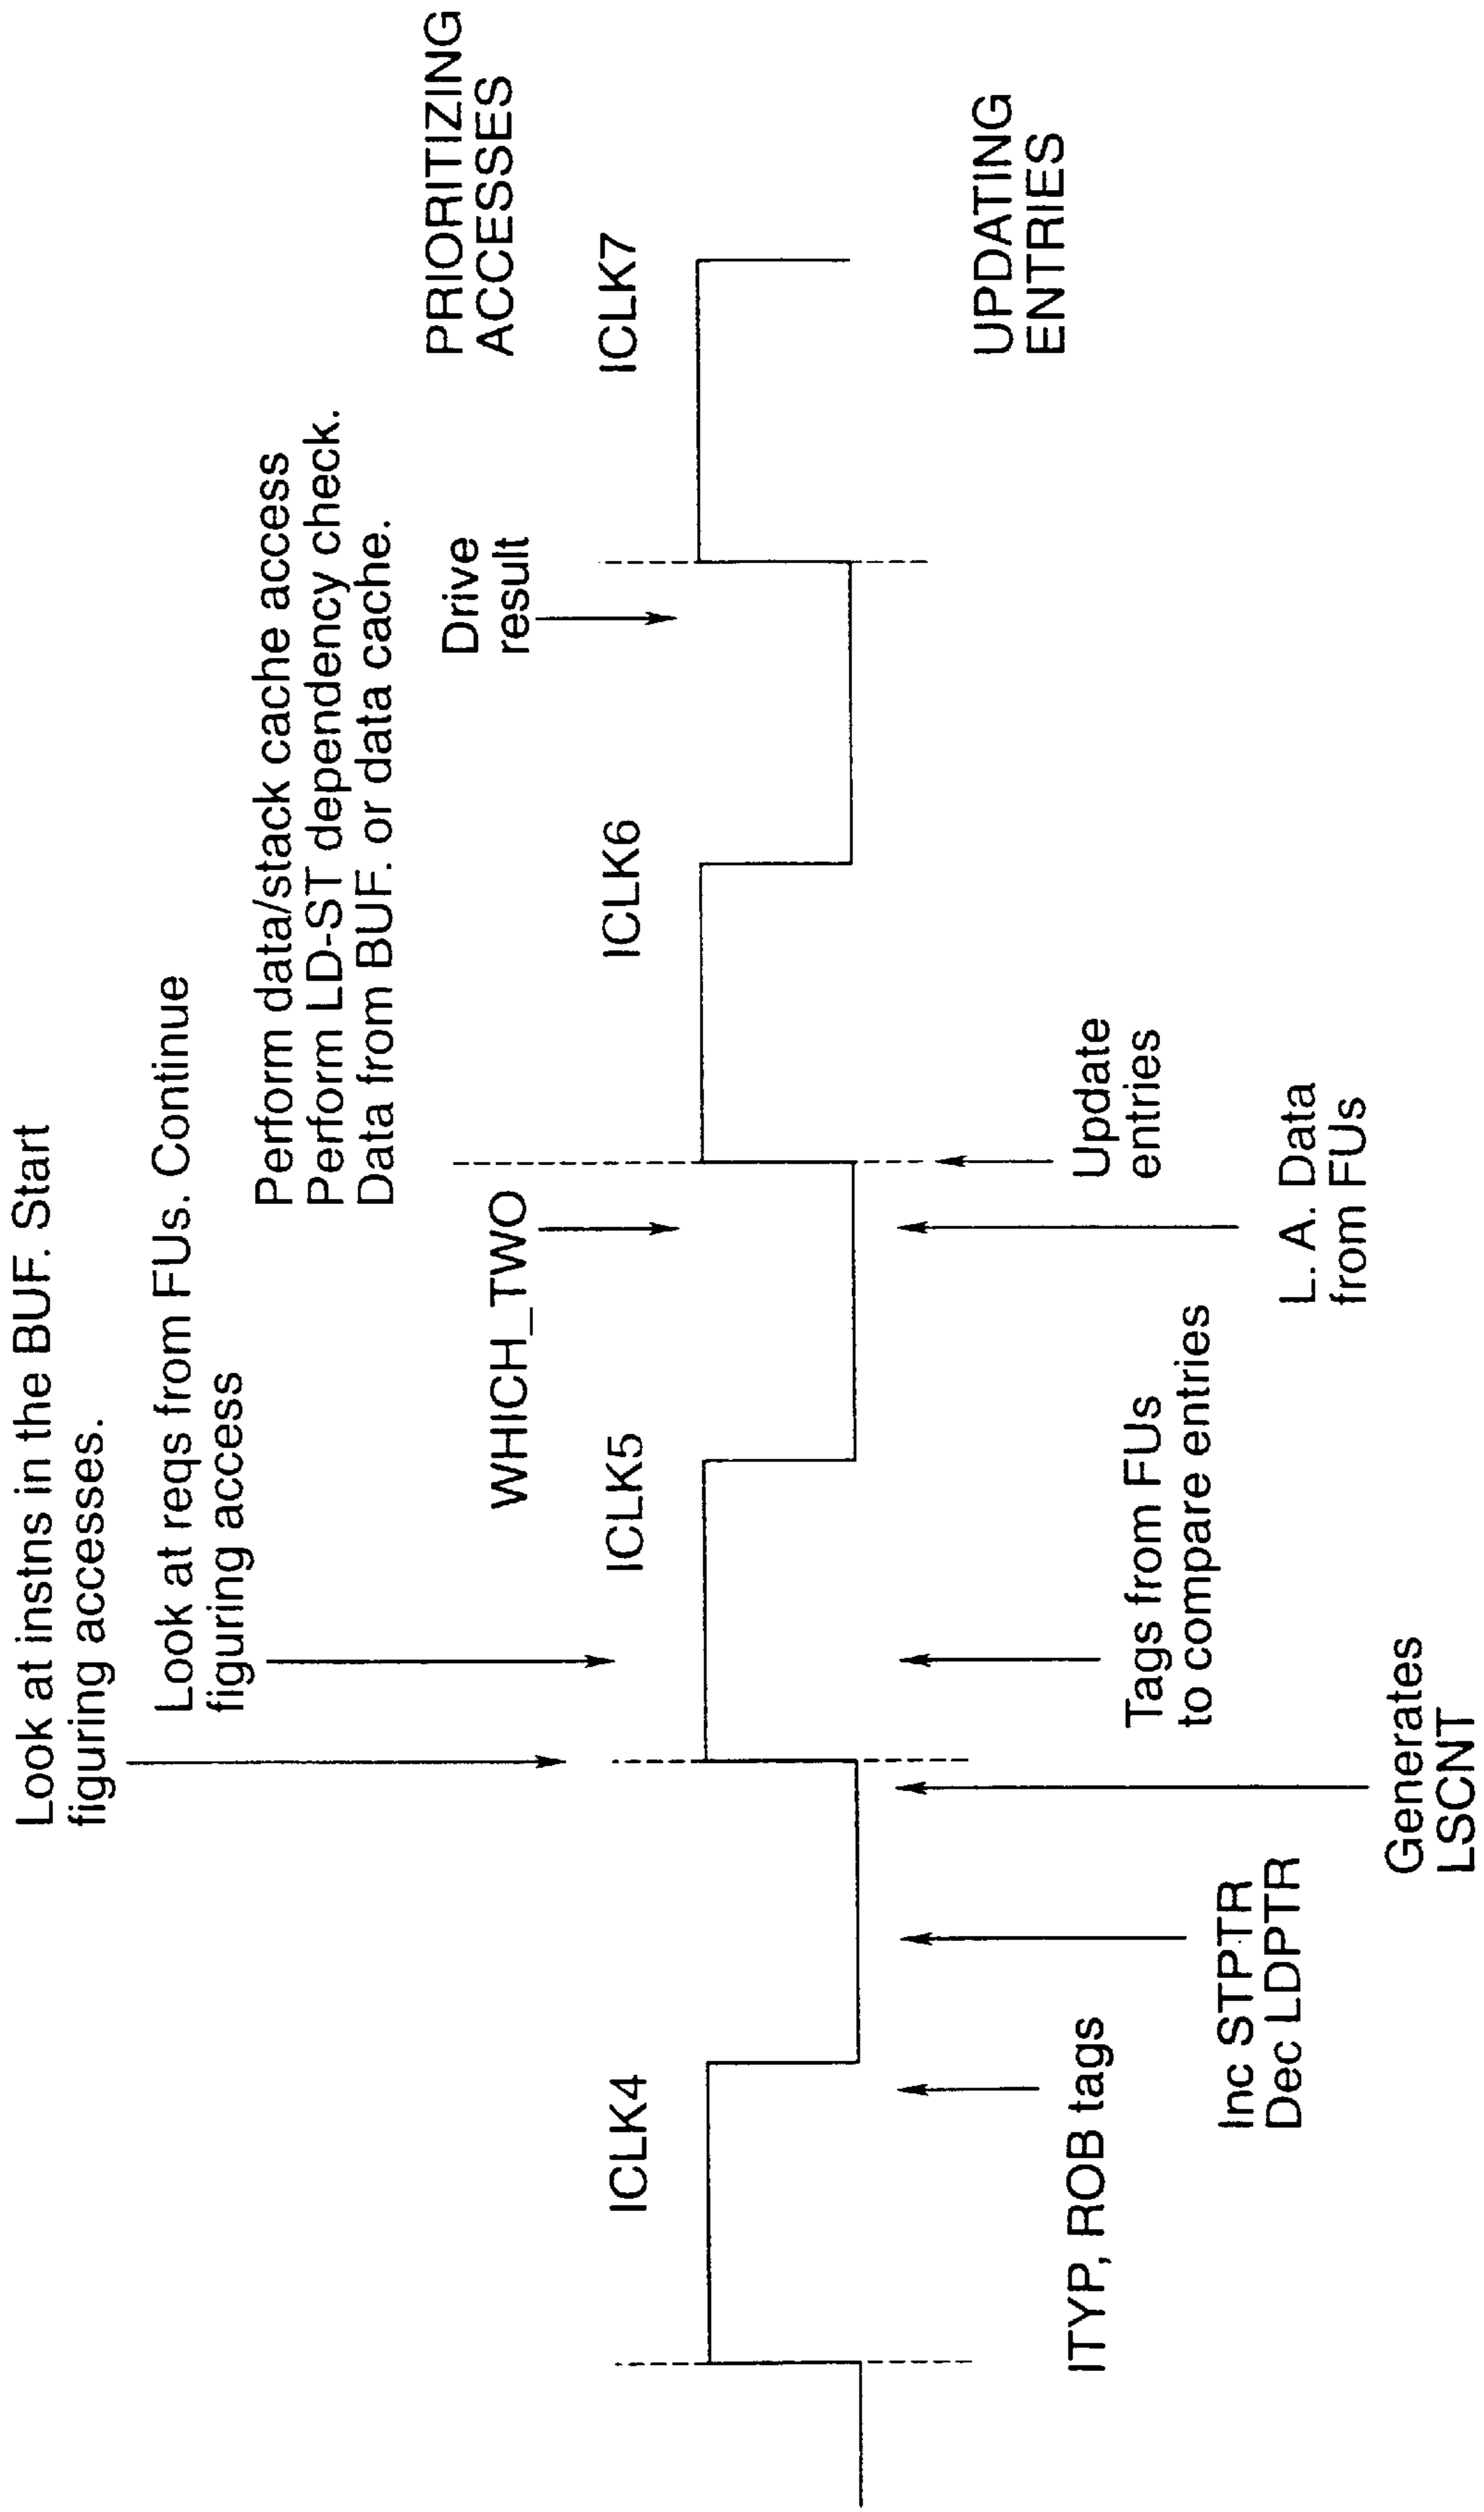 Look at instns in the BUF. Start
figuring accesses.
Look at reqs from FUs. Continue
figuring access
Perform data/stack cache access
Perform LD-ST dependency check.
Data from BUF. or data cache.
PRIORITIZING
ACCESSES
WHICH_TWO
Drive
result
ICLK4
ICLK5
ICLK6
ICLK7
ITYP, ROB tags
Inc STPTR
Dec LDPTR
Generates
LSCNT
Tags from FUs
to compare entries
L. A. Data
from FUs
Update
entries
UPDATING
ENTRIES